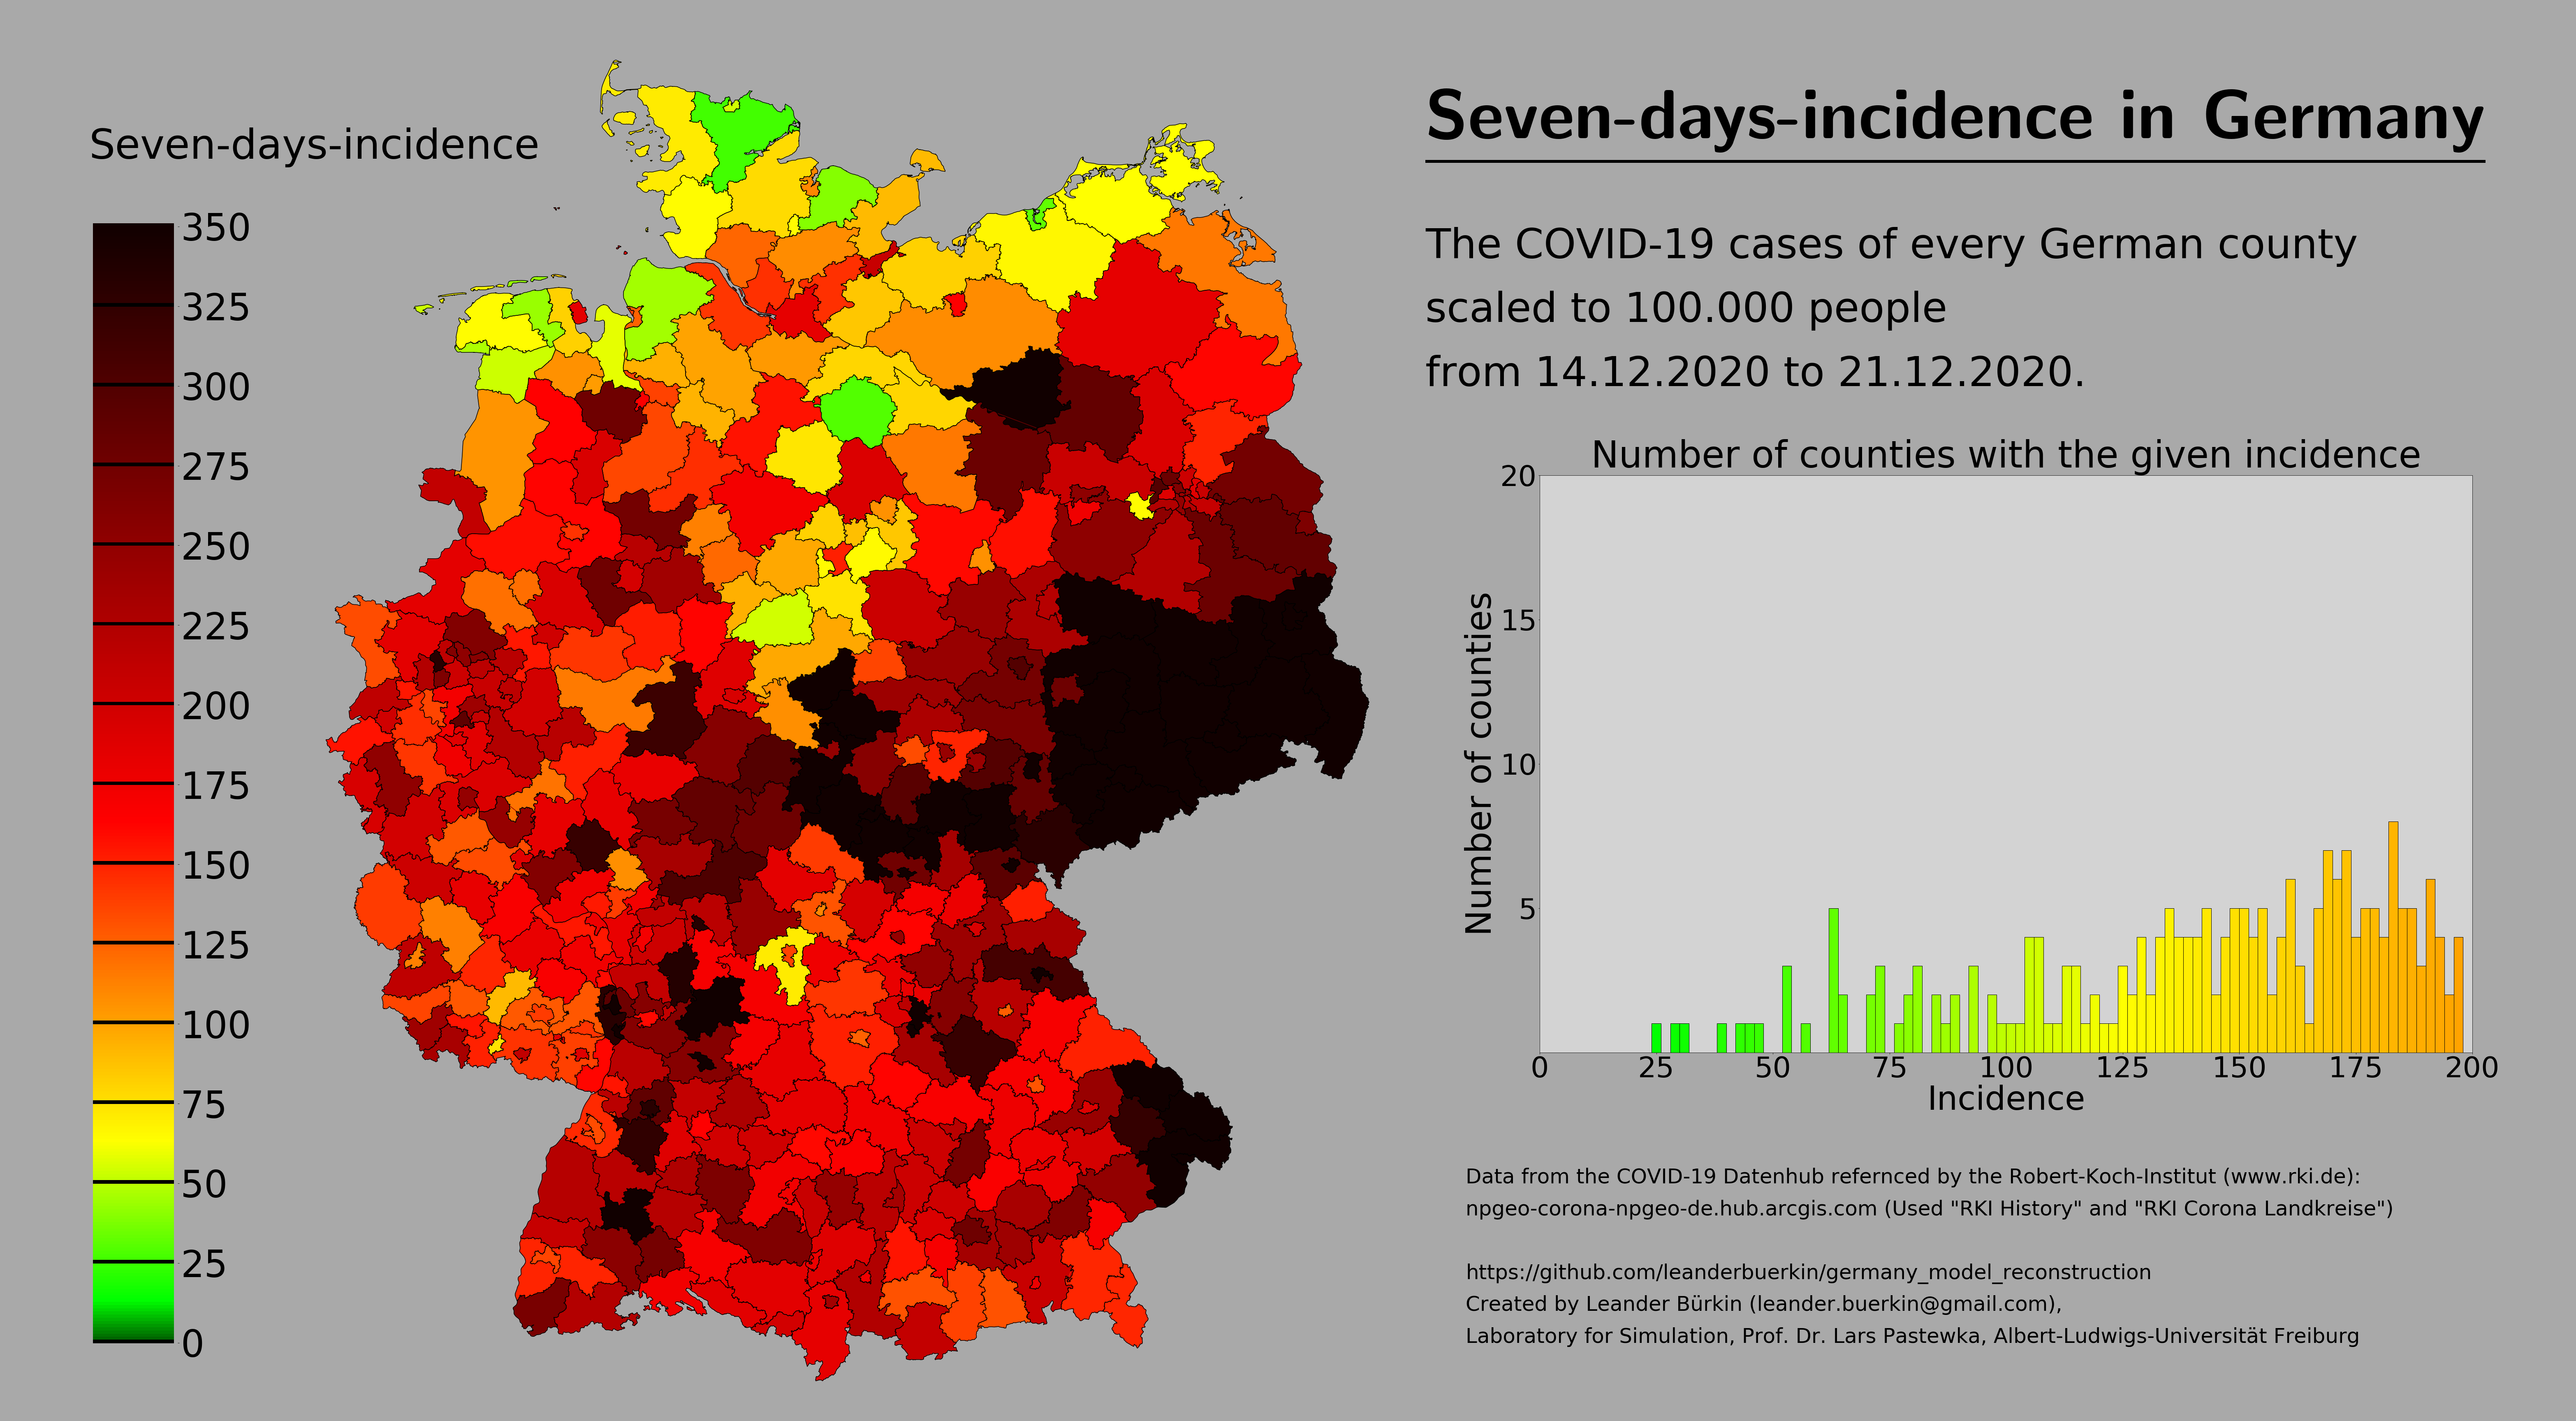 Seven-days-incidence
350
325
300
275
250
225
200
175
150
125
100
75
50
25
0
Seven-days-incidence in Germany
The COVID-19 cases of every German county
scaled to 100.000 people
from 14.12.2020 to 21.12.2020.
Number of counties with the given incidence
20
15
10
5
Number of counties
0 25 50 75 100 125 150 175 200
Incidence
Data from the COVID-19 Datenhub refernced by the Robert-Koch-Institut (www.rki.de):
npgeo-corona-npgeo-de.hub.arcgis.com (Used "RKI History" and "RKI Corona Landkreise")
https://github.com/leanderbuerkin/germany_model_reconstruction
Created by Leander Bürkin (leander.buerkin@gmail.com),
Laboratory for Simulation, Prof. Dr. Lars Pastewka, Albert-Ludwigs-Universität Freiburg